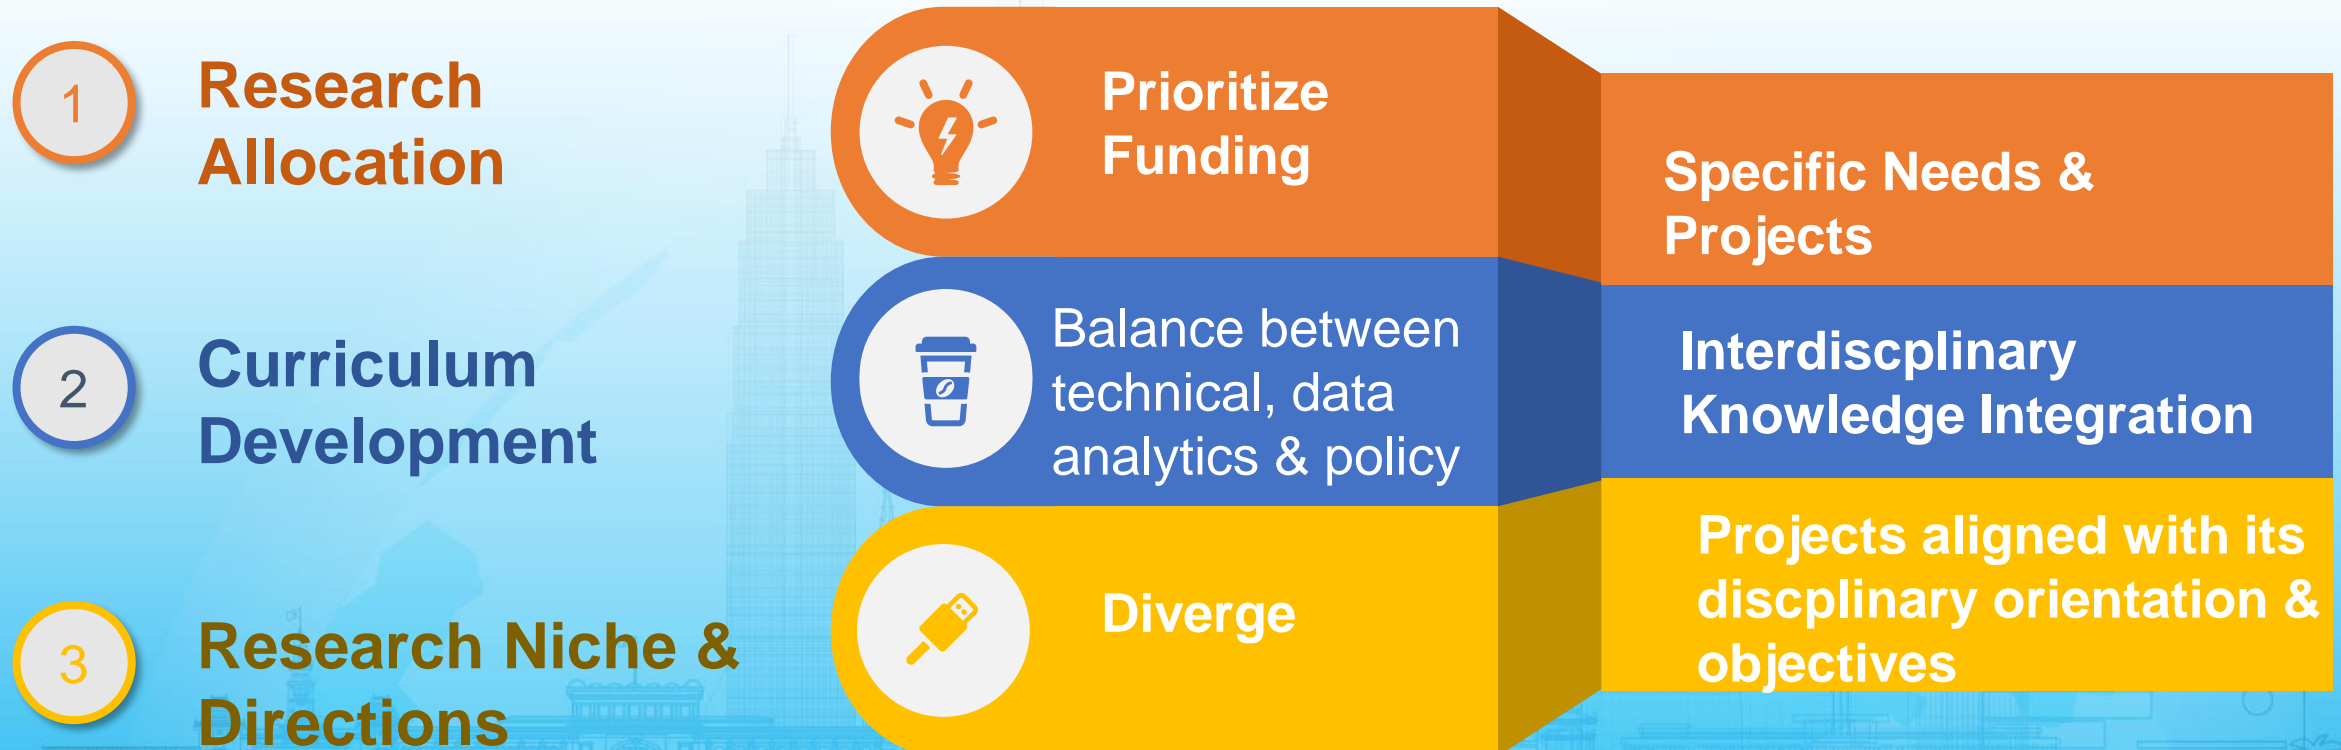 1
Research
Allocation
Prioritize
Funding
Specific Needs &
Projects
2
Curriculum
Development
Balance between
technical, data
analytics & policy
Interdiscplinary
Knowledge Integration
3
Research Niche &
Directions
Diverge
Projects aligned with its
discplinary orientation &
objectives